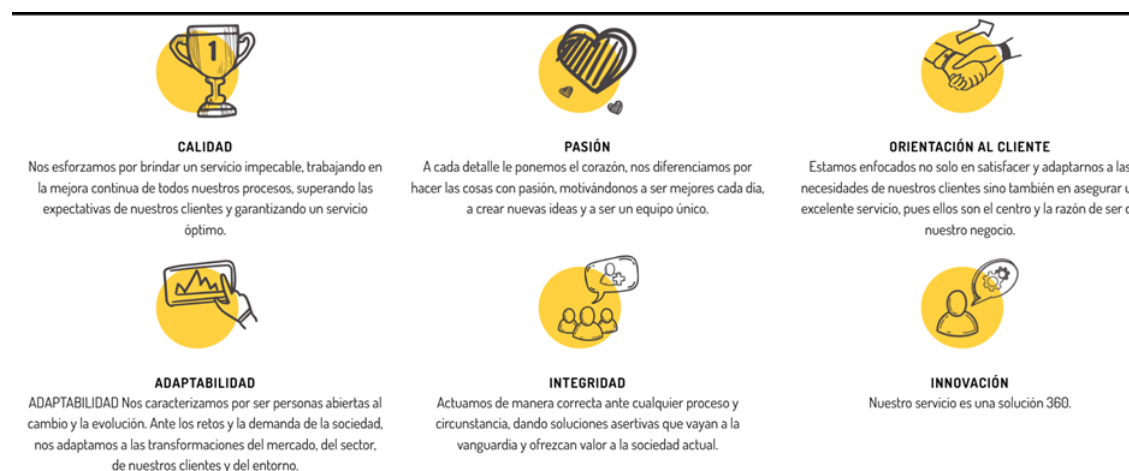 1
CALIDAD
Nos esforzamos por brindar un servicio impecable, trabajando en
la mejora continua de todos nuestros procesos, superando las
expectativas de nuestros clientes y garantizando un servicio
óptimo.
PASIÓN
A cada detalle le ponemos el corazón, nos diferenciamos por
hacer las cosas con pasión, motivándonos a ser mejores cada día,
a crear nuevas ideas y a ser un equipo único.
ORIENTACIÓN AL CLIENTE
Estamos enfocados no solo en satisfacer y adaptarnos a las
necesidades de nuestros clientes sino también en asegurar
excelente servicio, pues ellos son el centro y la razón de ser
nuestro negocio.
ADAPTABILIDAD
ADAPTABILIDAD Nos caracterizamos por ser personas abiertas al
cambio y la evolución. Ante los retos y la demanda de la sociedad,
nos adaptamos a las transformaciones del mercado, del sector,
de nuestros clientes y del entorno.
INTEGRIDAD
Actuamos de manera correcta ante cualquier proceso y
circunstancia, dando soluciones asertivas que vayan a la
vanguardia y ofrezcan valor a la sociedad actual.
INNOVACIÓN
Nuestro servicio es una solución 360.